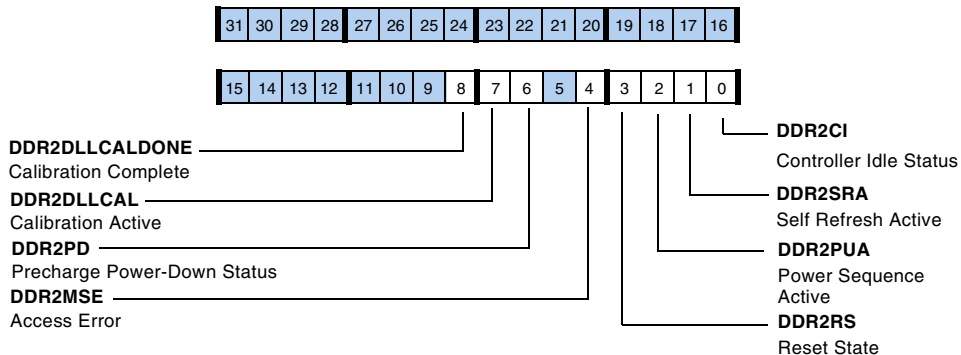 31 30 29 28 27 26 25 24 23 22 21 20 19 18 17 16
15 14 13 12 11 10 9 8 7 6 5 4 3 2 1 0
DDR2DLLCALDONE
Calibration Complete
DDR2DLLCAL
Calibration Active
DDR2PD
Precharge Power-Down Status
DDR2MSE
Access Error
DDR2CI
Controller Idle Status
DDR2SRA
Self Refresh Active
DDR2PUA
Power Sequence
Active
DDR2RS
Reset State